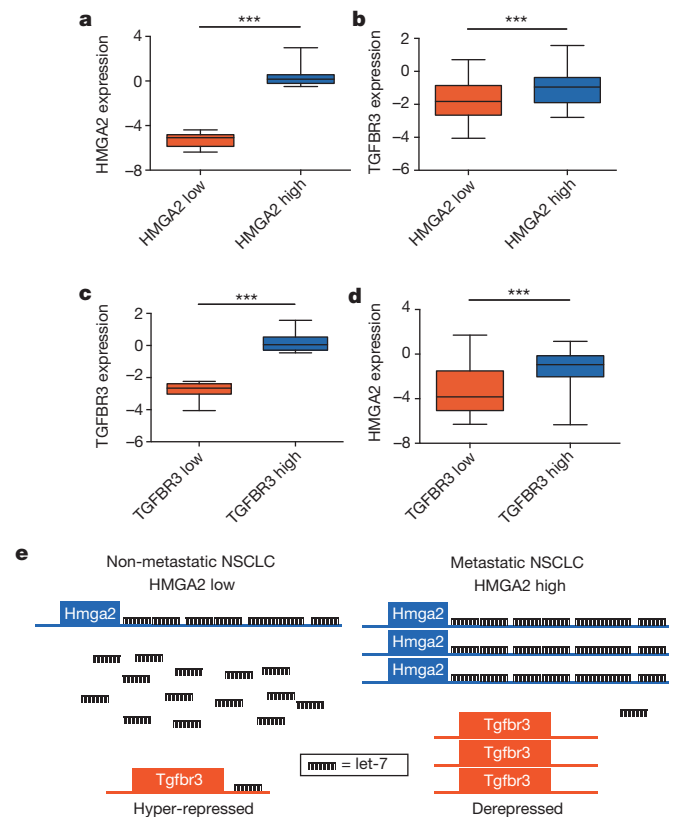 a
***
HMGA2 expression
4
0
–4
–8
HMGA2 low
HMGA2 high
b
***
TGFBR3 expression
2
0
–2
–4
–6
HMGA2 low
HMGA2 high
c
***
TGFBR3 expression
4
2
0
–2
–4
–6
TGFBR3 low
TGFBR3 high
d
***
HMGA2 expression
4
0
–4
–8
TGFBR3 low
TGFBR3 high
e
Non-metastatic NSCLC
HMGA2 low
Hmga2
Tgfbr3
Hyper-repressed
= let-7
Metastatic NSCLC
HMGA2 high
Hmga2
Hmga2
Hmga2
Tgfbr3
Tgfbr3
Tgfbr3
Derepressed